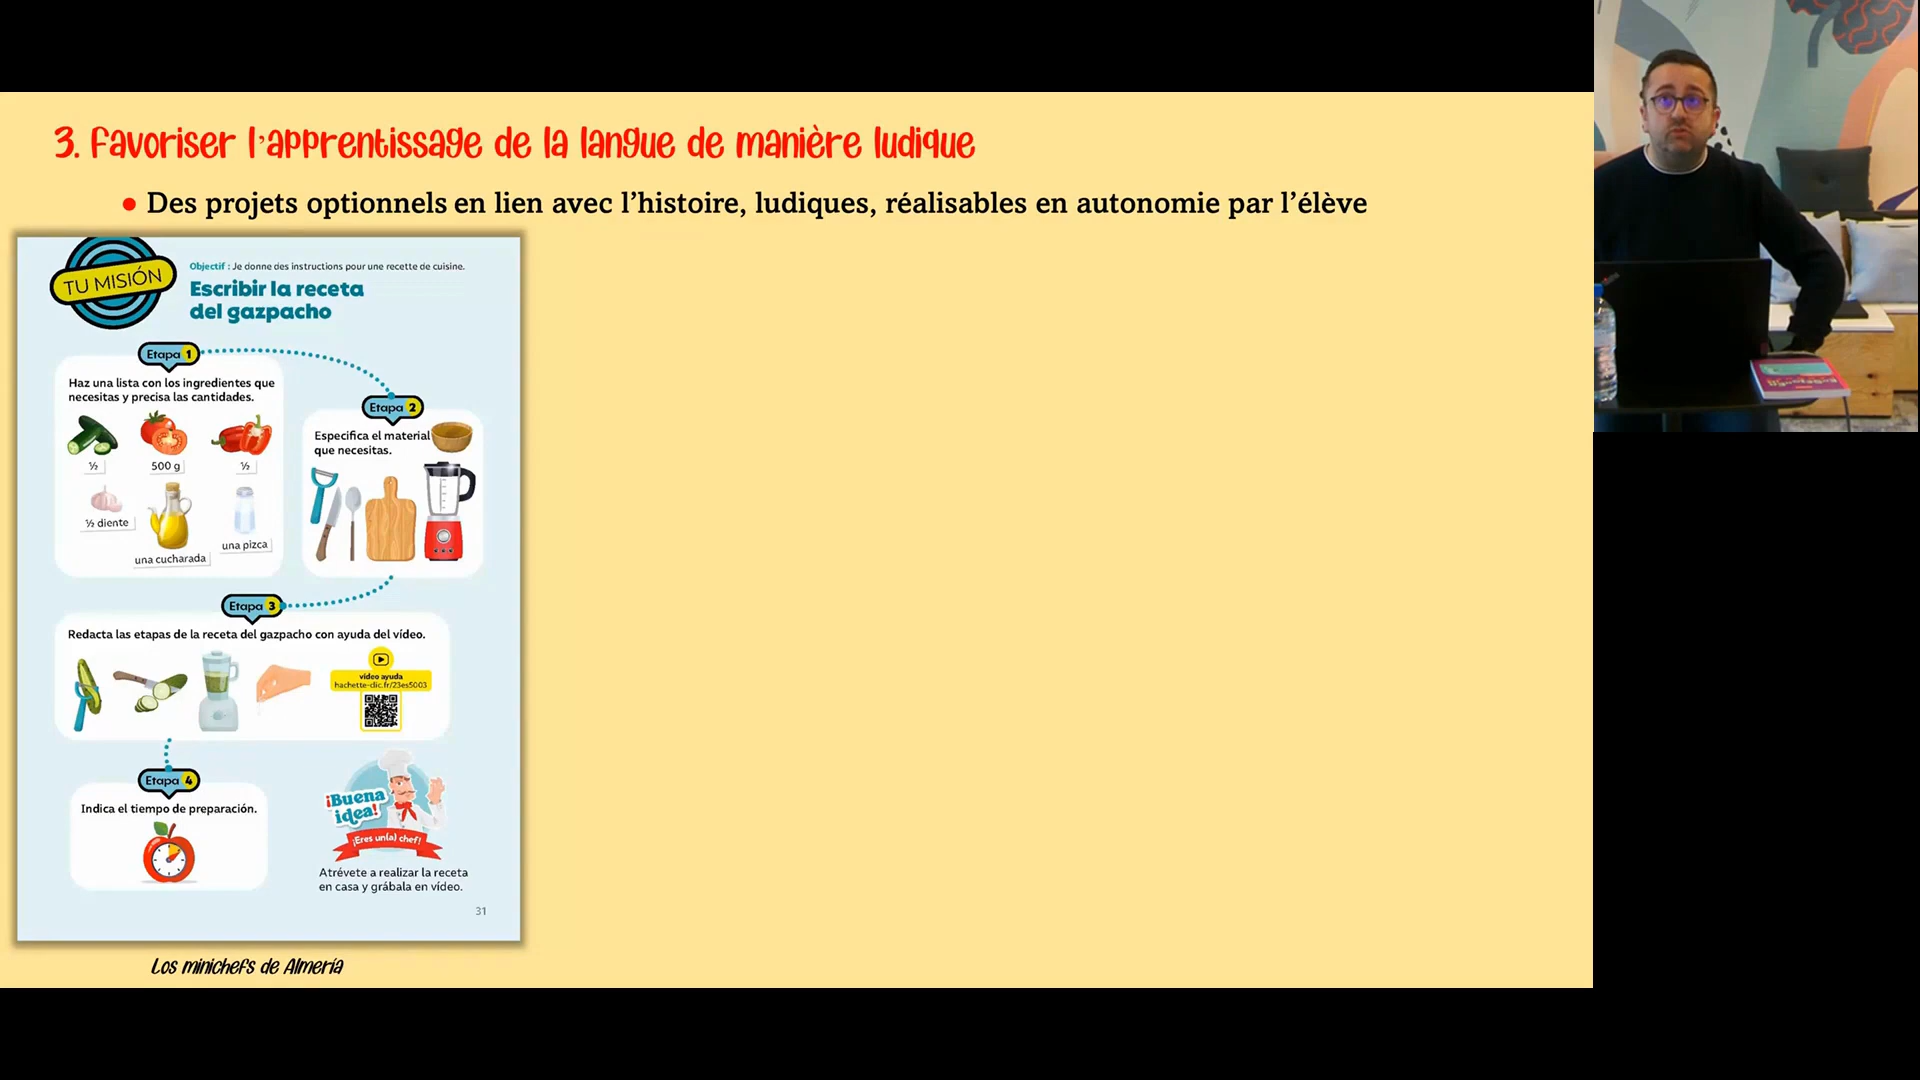 3. Favoriser l'apprentissage de la langue de manière ludique
• Des projets optionnels en lien avec l'histoire, ludiques, réalisables en autonomie par l'élève
TU MISIÓN
Objectif : Je donne des instructions pour une recette de cuisine.
Escribir la receta
del gazpacho
Etapa 1
Haz una lista con los ingredientes que
necesitas y precisa las cantidades.
½
500 g
½
½ diente
una cucharada
una pizca
Etapa 2
Especifica el material
que necesitas.
Etapa 3
Redacta las etapas de la receta del gazpacho con ayuda del vídeo.
vídeo ayuda
hachette-clic.fr/23es5003
Etapa 4
Indica el tiempo de preparación.
¡Buena
idea!
¡Eres un(a) chef!
Atrévete a realizar la receta
en casa y grábala en vídeo.
31
Los minichefs de Almería